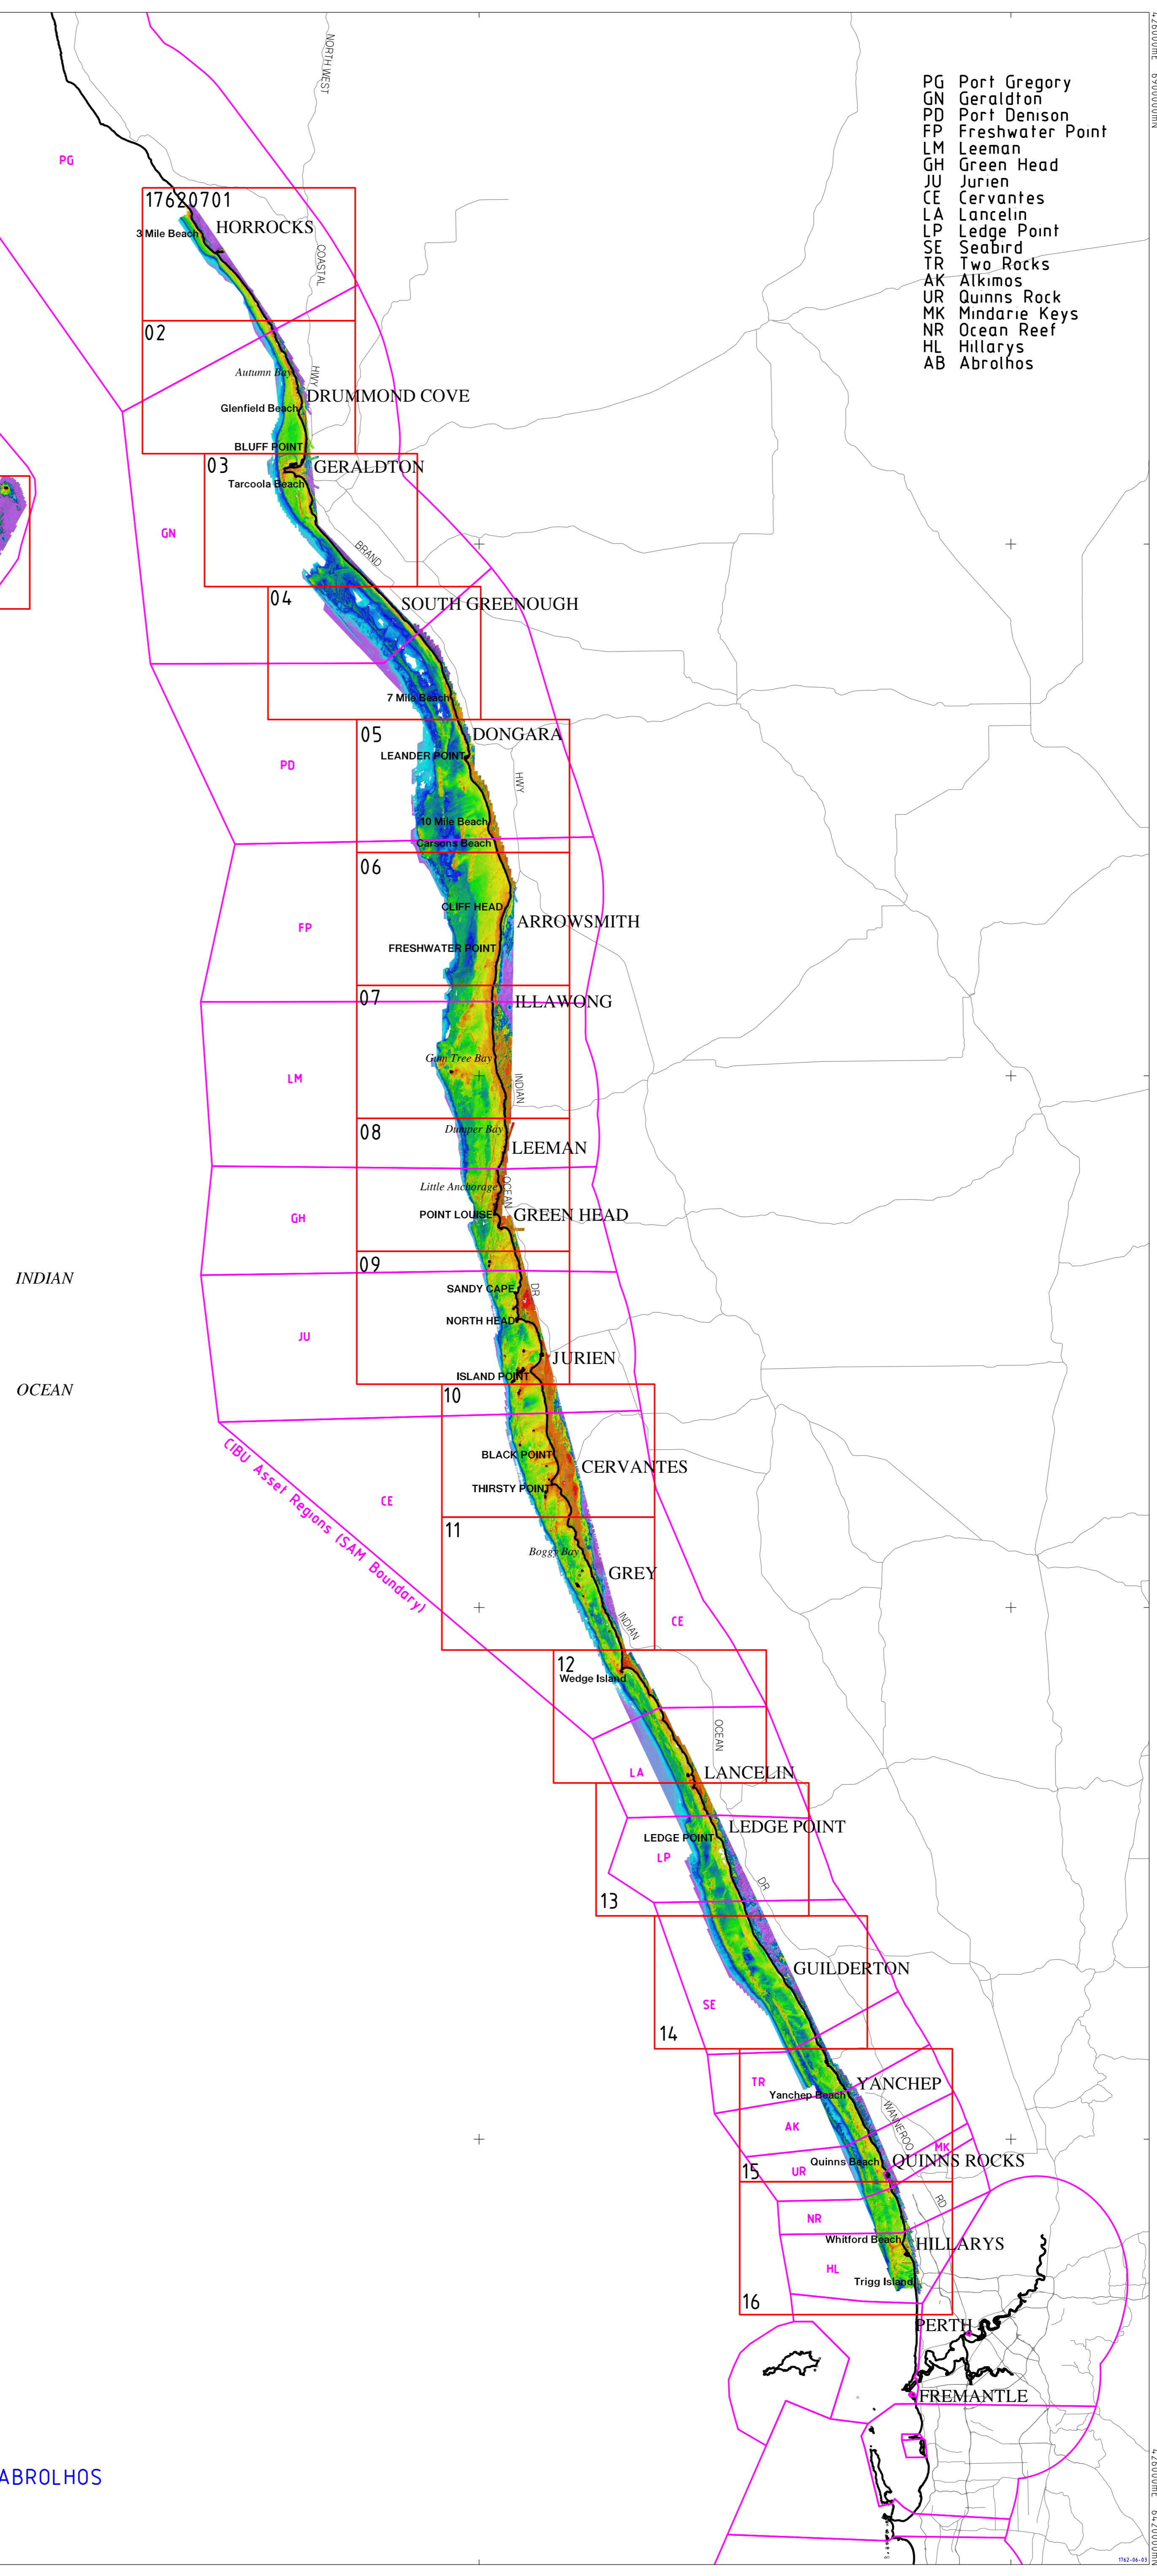 PG Port Gregory
GN Geraldton
PD Port Denison
FP Freshwater Point
LM Leeman
GH Green Head
JU Jurien
CE Cervantes
LA Lancelin
LP Ledge Point
SE Seabird
TR Two Rocks
AK Alkimos
UR Quinns Rock
MK Mindarie Keys
NR Ocean Reef
HL Hillarys
AB Abrolhos
NORTH WEST
PG
17620701
HORROCKS
3 Mile Beach
COASTAL
02
Autumn Bay
HWY
DRUMMOND COVE
Glenfield Beach
BLUFF POINT
03
GERALDTON
Tarcoola Beach
GN
BRAND
04
SOUTH GREENOUGH
7 Mile Beach
05
DONGARA
LEANDER POINT
PD
HWY
10 Mile Beach
Carsons Beach
06
CLIFF HEAD
ARROWSMITH
FP
FRESHWATER POINT
07
ILLAWONG
Gum Tree Bay
LM
INDIAN
08
Dumper Bay
LEEMAN
Little Anchorage
OCEAN
GH
POINT LOUISE
GREEN HEAD
09
INDIAN
SANDY CAPE
DR
NORTH HEAD
JU
JURIEN
ISLAND POINT
OCEAN
10
BLACK POINT
CERVANTES
THIRSTY POINT
CE
CIBU Asset Regions (SAM Boundary)
11
Boggy Bay
GREY
INDIAN
CE
12
Wedge Island
OCEAN
LA
LANCELIN
LEDGE POINT
LEDGE POINT
LP
DR
13
GUILDERTON
SE
14
TR
YANCHEP
Yanchep Beach
WANNEROO
AK
MK
QUINNS ROCKS
Quinns Beach
UR
15
RD
NR
Whitford Beach
HILLARYS
HL
Trigg Island
16
PERTH
FREMANTLE
ABROLHOS
1762-06-03